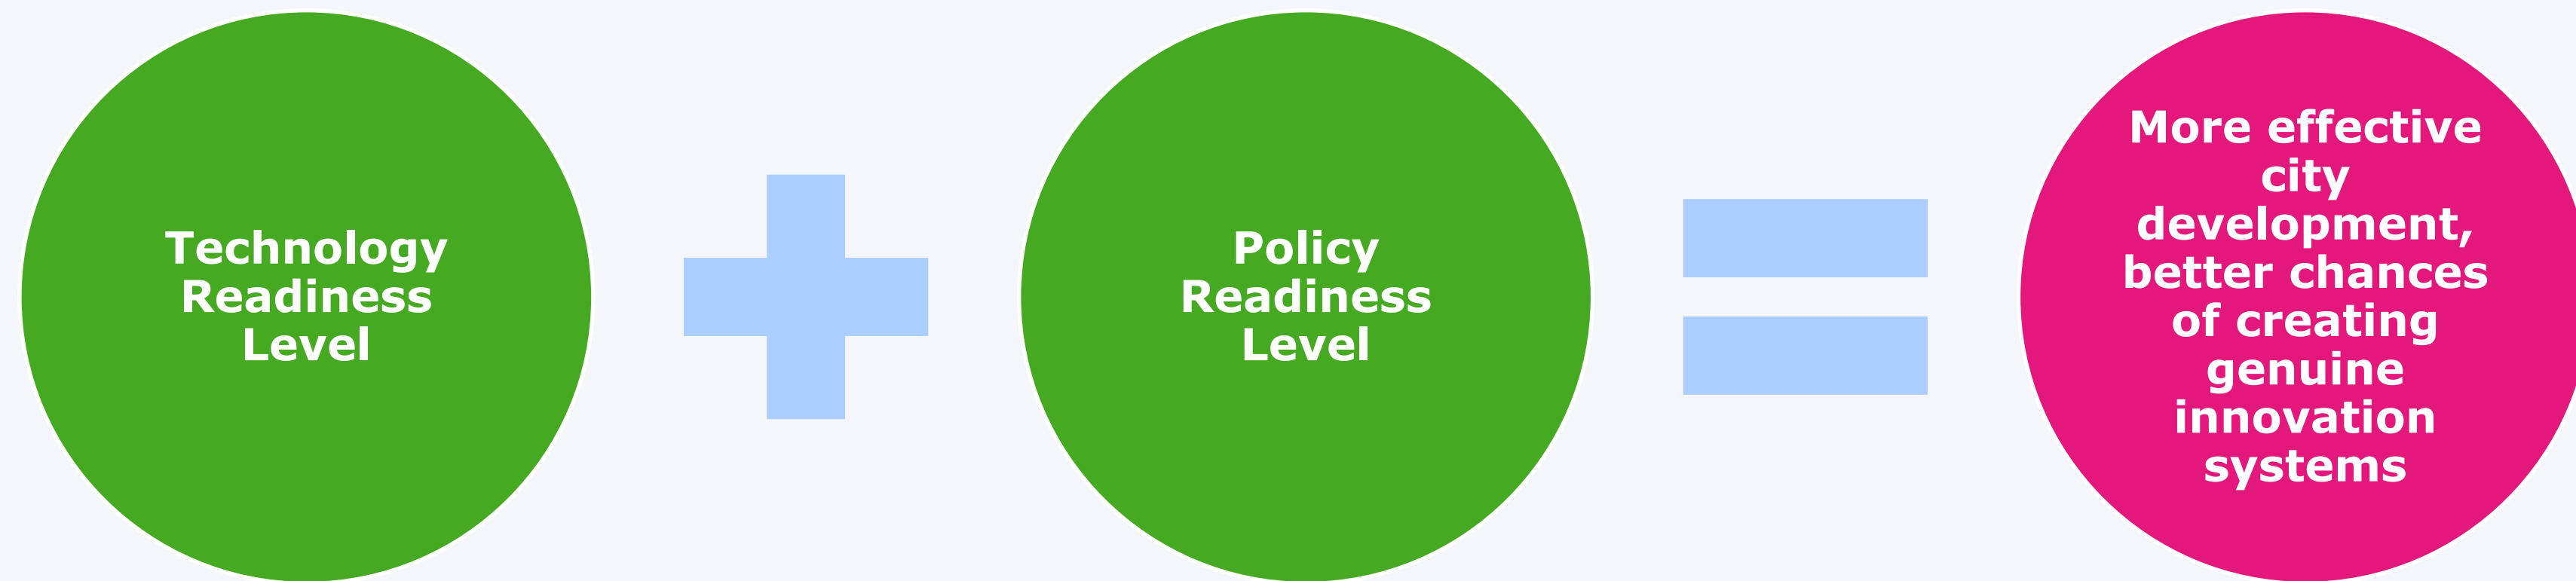 Technology
Readiness
Level
Policy
Readiness
Level
More effective
city
development,
better chances
of creating
genuine
innovation
systems